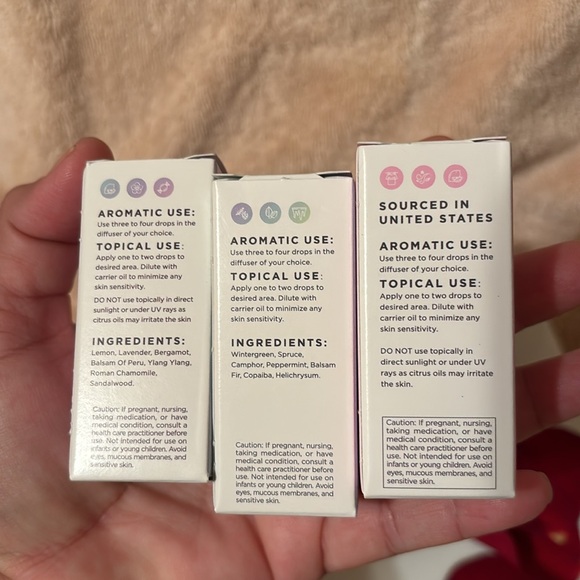 AROMATIC USE:
Use three to four drops in the
diffuser of your choice.
TOPICAL USE:
Apply one to two drops to
desired area. Dilute with
carrier oil to minimize any
skin sensitivity.
DO NOT use topically in direct
sunlight or under UV rays as
citrus oils may irritate the skin
INGREDIENTS:
Lemon, Lavender, Bergamot,
Balsam Of Peru, Ylang Ylang,
Roman Chamomile,
Sandalwood.
Caution: If pregnant, nursing,
taking medication, or have
medical condition, consult a
health care practitioner before
use. Not intended for use on
infants or young children. Avoid
eyes, mucous membranes, and
sensitive skin.
AROMATIC USE:
Use three to four drops in the
diffuser of your choice.
TOPICAL USE:
Apply one to two drops to
desired area. Dilute with
carrier oil to minimize any
skin sensitivity.
INGREDIENTS:
Wintergreen, Spruce,
Camphor, Peppermint, Balsam
Fir, Copaiba, Helichrysum.
Caution: If pregnant, nursing,
taking medication, or have
medical condition, consult a
health care practitioner before
use. Not intended for use on
infants or young children. Avoid
eyes, mucous membranes, and
sensitive skin.
SOURCED IN
UNITED STATES
AROMATIC USE:
Use three to four drops in the
diffuser of your choice.
TOPICAL USE:
Apply one to two drops to
desired area. Dilute with
carrier oil to minimize any
skin sensitivity.
DO NOT use topically in
direct sunlight or under UV
rays as citrus oils may irritate
the skin.
Caution: If pregnant, nursing,
taking medication, or have
medical condition, consult a
health care practitioner before
use. Not intended for use on
infants or young children. Avoid
eyes, mucous membranes, and
sensitive skin.